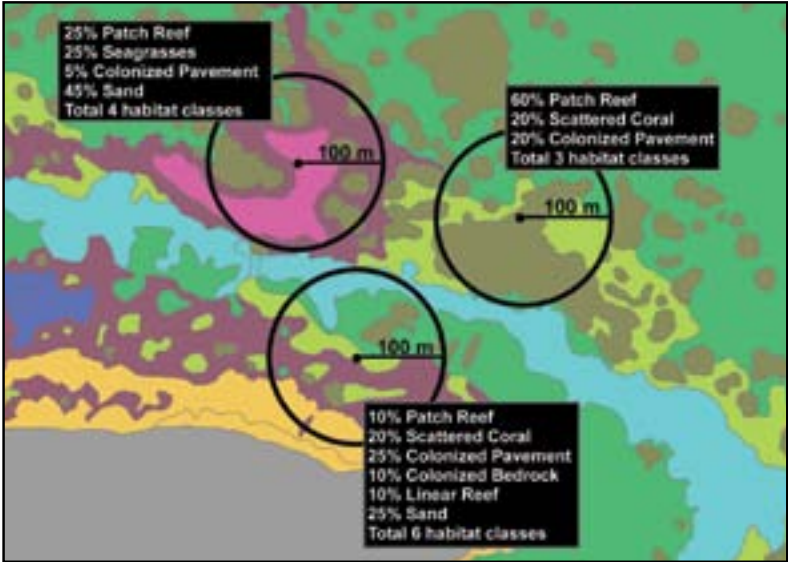 25% Patch Reef
25% Seagrasses
5% Colonized Pavement
45% Sand
Total 4 habitat classes
100 m
60% Patch Reef
20% Scattered Coral
20% Colonized Pavement
Total 3 habitat classes
100 m
100 m
10% Patch Reef
20% Scattered Coral
25% Colonized Pavement
10% Colonized Bedrock
10% Linear Reef
25% Sand
Total 6 habitat classes